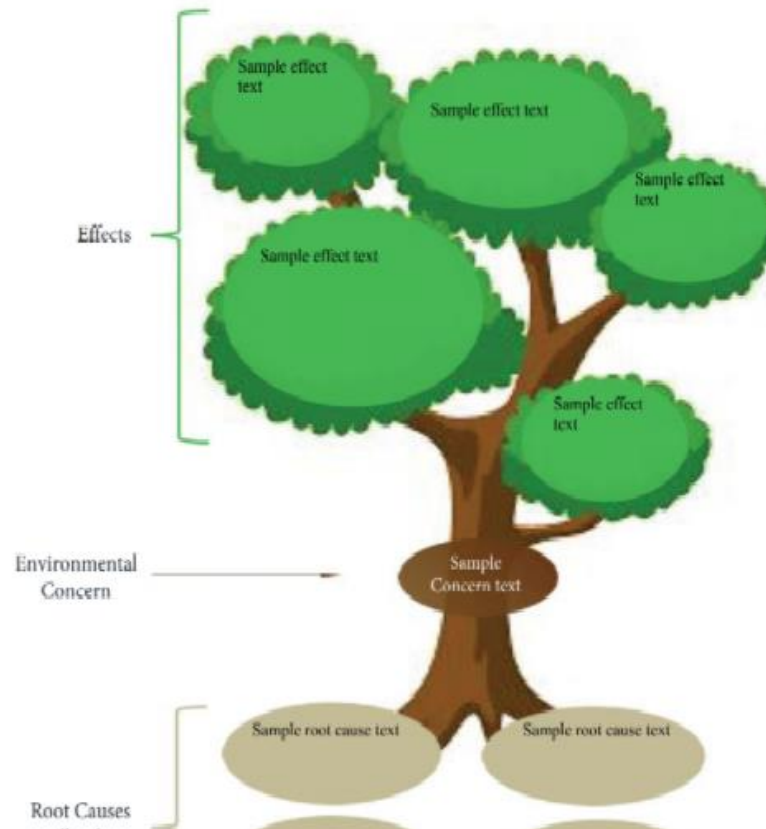 Sample effect
text
Sample effect text
Sample effect
text
Effects
Sample effect text
Sample effect
text
Environmental
Concern
Sample
Concern text
Sample root cause text
Sample root cause text
Root Causes